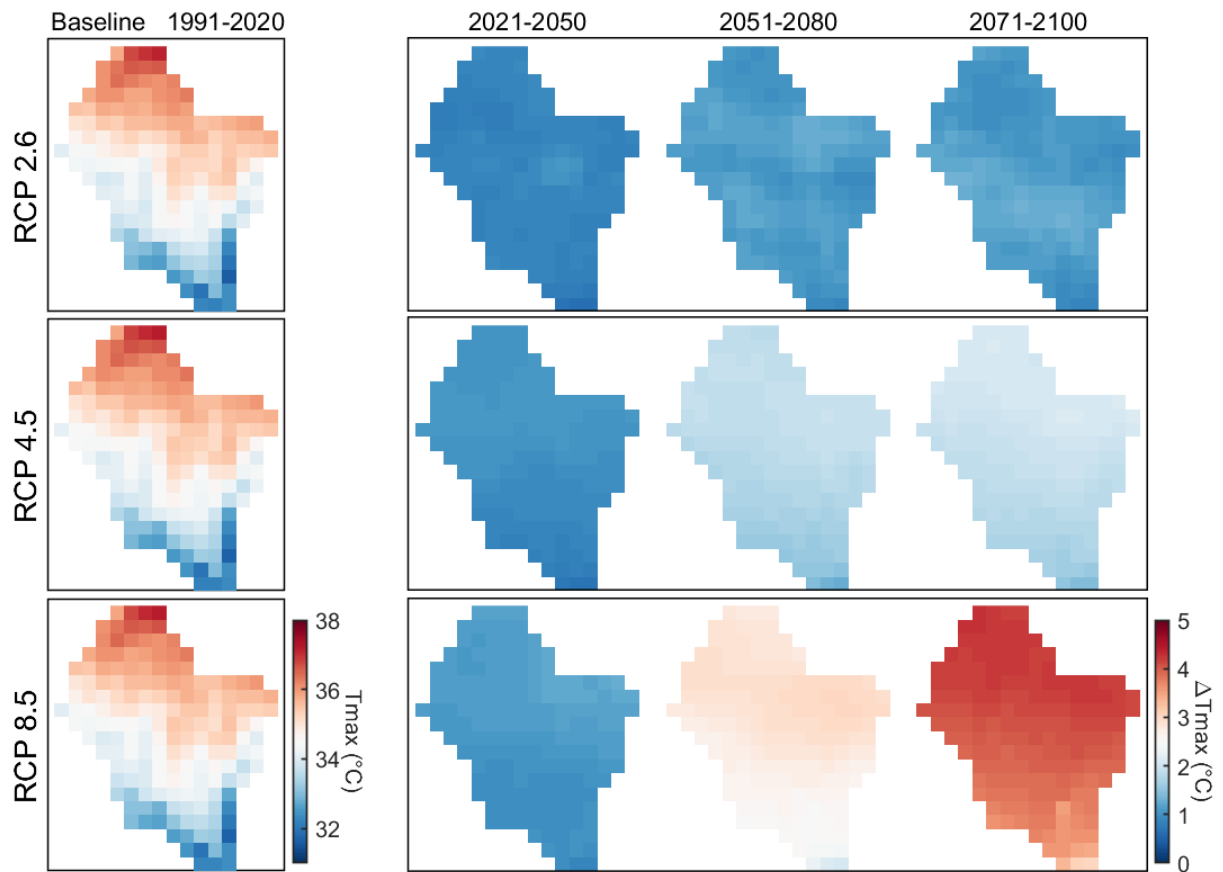 Baseline 1991-2020 2021-2050 2051-2080 2071-2100
RCP 2.6
RCP 4.5
RCP 8.5
38
36
34
32
Tmax (°C)
5
4
3
2
1
0
△Tmax (°C)